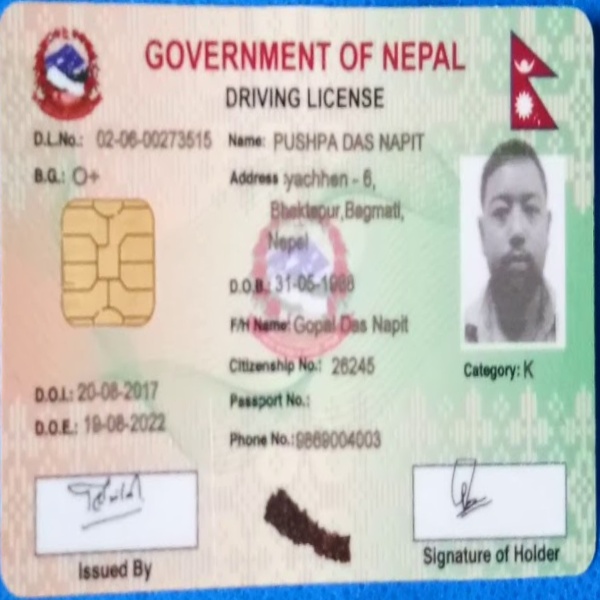 GOVERNMENT OF NEPAL
DRIVING LICENSE
D.L.No.: 02-06-00273515
Name: PUSHPA DAS NAPIT
B.G.: O+
Address :yachhen - 6,
Bhaktapur,Bagmati,
Nepal
D.O.B.: 31-05-1988
F/H Name: Gopal Das Napit
Citizenship No.: 26245
Category: K
D.O.I.: 20-08-2017
Passport No.:
D.O.E.: 19-08-2022
Phone No.: 9869004003
Issued By
Signature of Holder